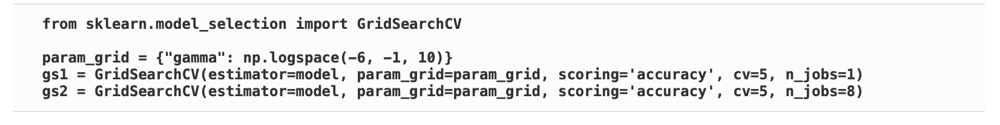 from sklearn.model_selection import GridSearchCV
param_grid = {"gamma": np.logspace(-6, -1, 10)}
gs1 = GridSearchCV(estimator=model, param_grid=param_grid, scoring='accuracy', cv=5, n_jobs=1)
gs2 = GridSearchCV(estimator=model, param_grid=param_grid, scoring='accuracy', cv=5, n_jobs=8)